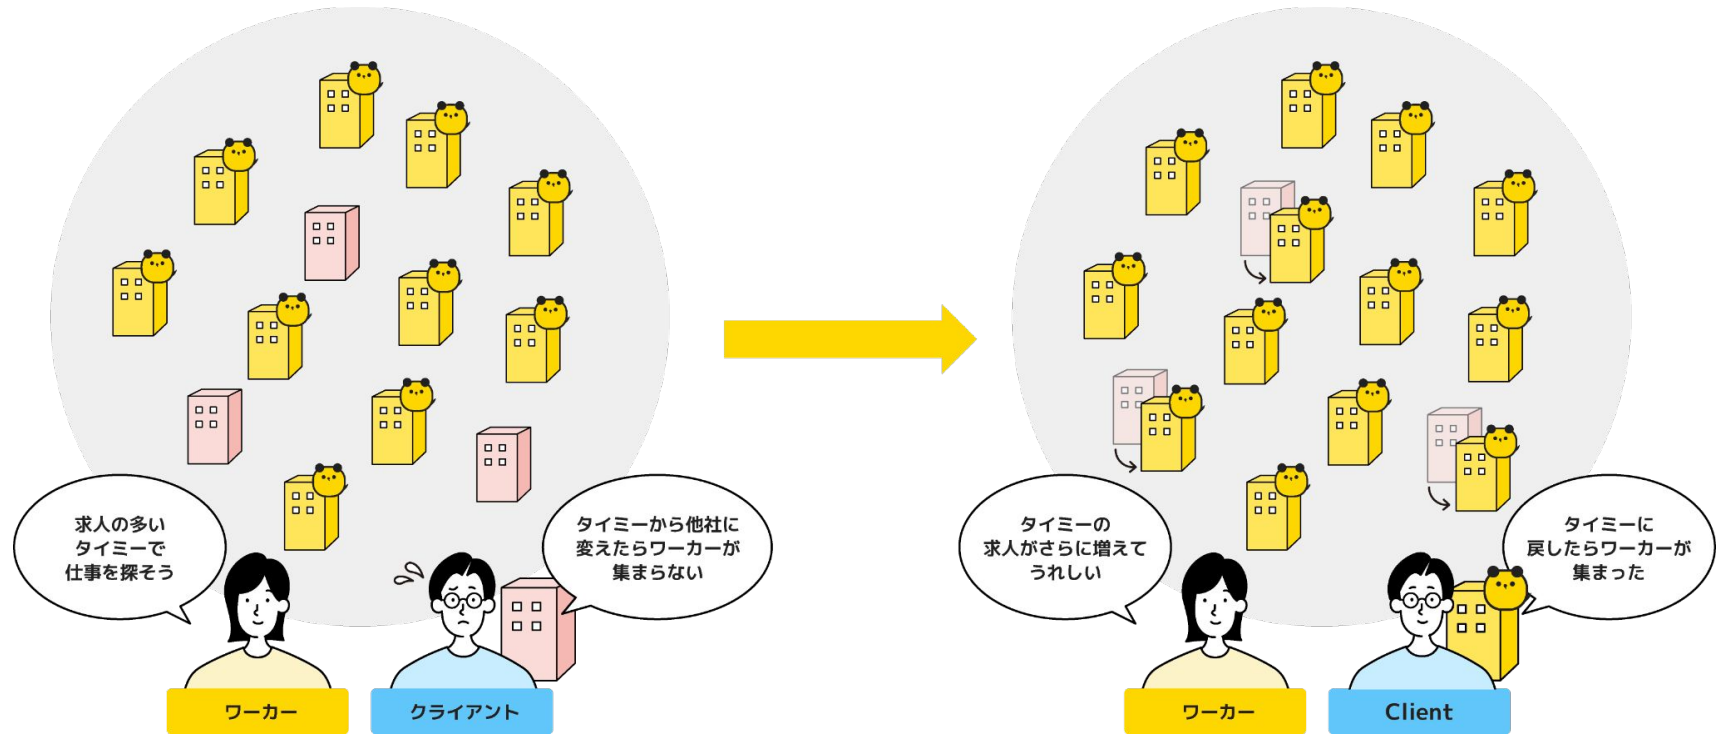 求人の多い
タイミーで
仕事を探そう
タイミーから他社に
変えたらワーカーが
集まらない
ワーカー
クライアント
タイミーの
求人がさらに増えて
うれしい
タイミーに
戻したらワーカーが
集まった
ワーカー
Client